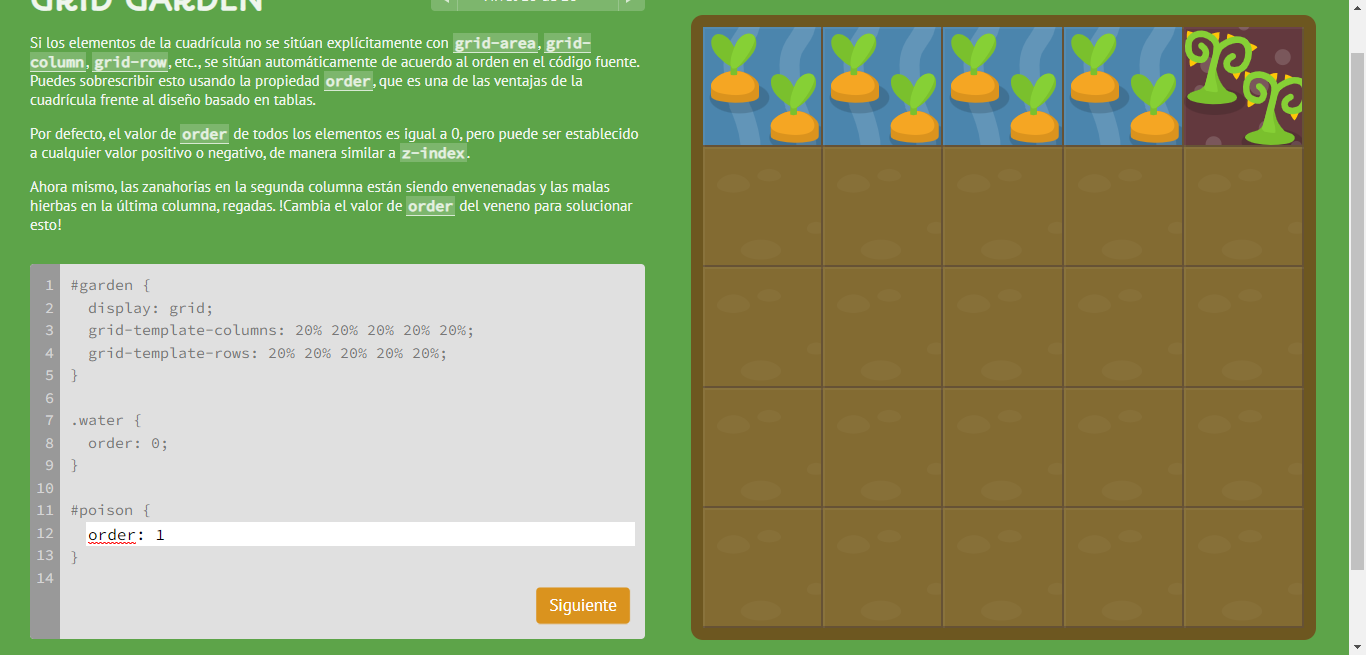 GRID GARDEN
Si los elementos de la cuadrícula no se sitúan explícitamente con grid-area, grid-
column, grid-row, etc., se sitúan automáticamente de acuerdo al orden en el código fuente.
Puedes sobrescribir esto usando la propiedad order, que es una de las ventajas de la
cuadrícula frente al diseño basado en tablas.
Por defecto, el valor de order de todos los elementos es igual a 0, pero puede ser establecido
a cualquier valor positivo o negativo, de manera similar a z-index.
Ahora mismo, las zanahorias en la segunda columna están siendo envenenadas y las malas
hierbas en la última columna, regadas. !Cambia el valor de order del veneno para solucionar
esto!
1 #garden {
2 display: grid;
3 grid-template-columns: 20% 20% 20% 20% 20%;
4 grid-template-rows: 20% 20% 20% 20% 20%;
5 }
6
7 .water {
8 order: 0;
9 }
10
11 #poison {
12 order: 1
13 }
14
Siguiente